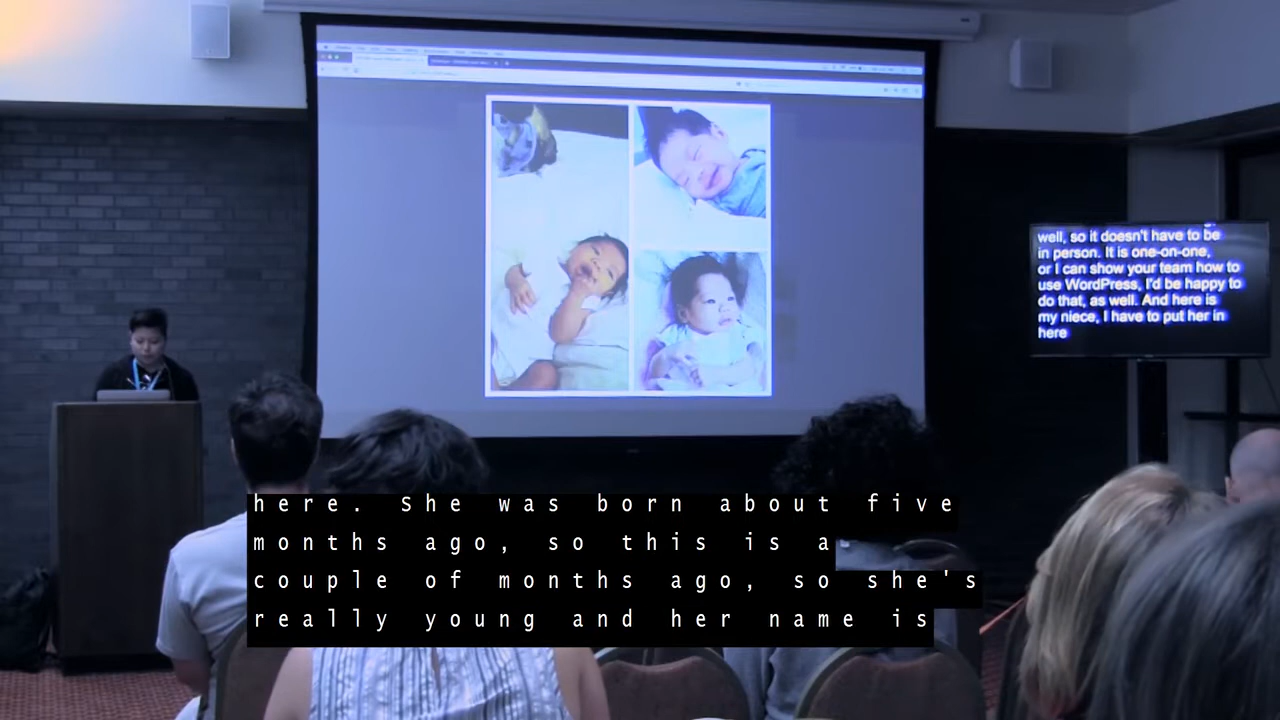 well, so it doesn't have to be
in person. It is one-on-one,
or I can show your team how to
use WordPress, I'd be happy to
do that, as well. And here is
my niece, I have to put her in
here
here. She was born about five
months ago, so this is a
couple of months ago, so she's
really young and her name is